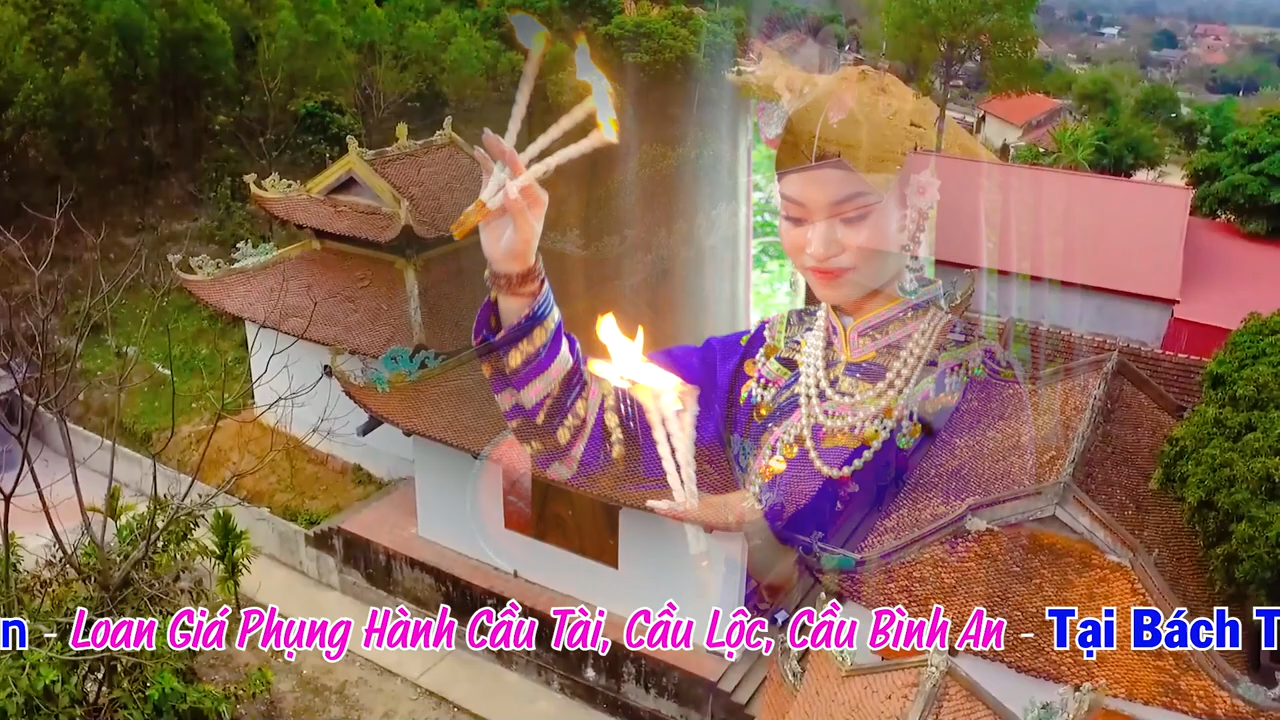 n - Loan Giá Phụng Hành Cầu Tài, Cầu Lộc, Cầu Bình An - Tại Bách T